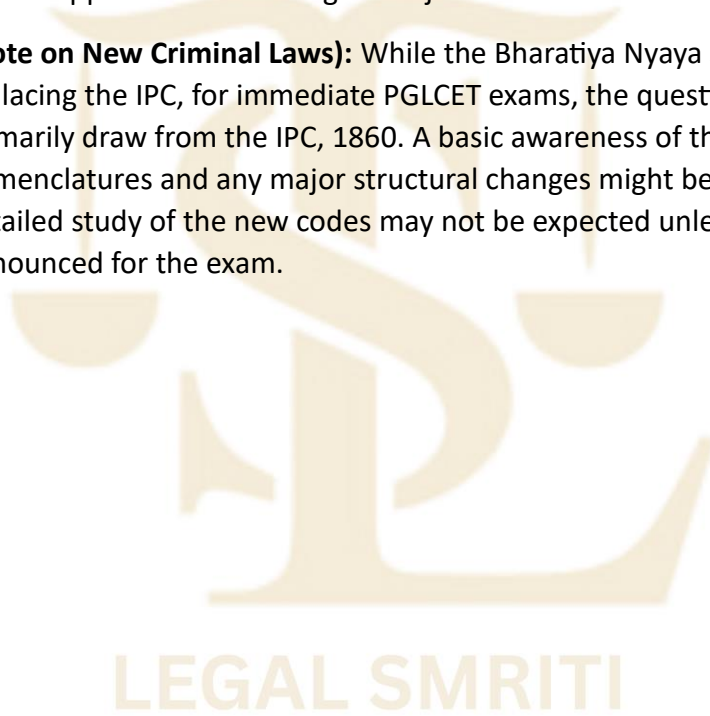 ote on New Criminal Laws): While the Bharatiya Nyaya
lacing the IPC, for immediate PGLCET exams, the quest
marily draw from the IPC, 1860. A basic awareness of th
menclatures and any major structural changes might be
tailed study of the new codes may not be expected unle
nounced for the exam.
LEGAL SMRITI